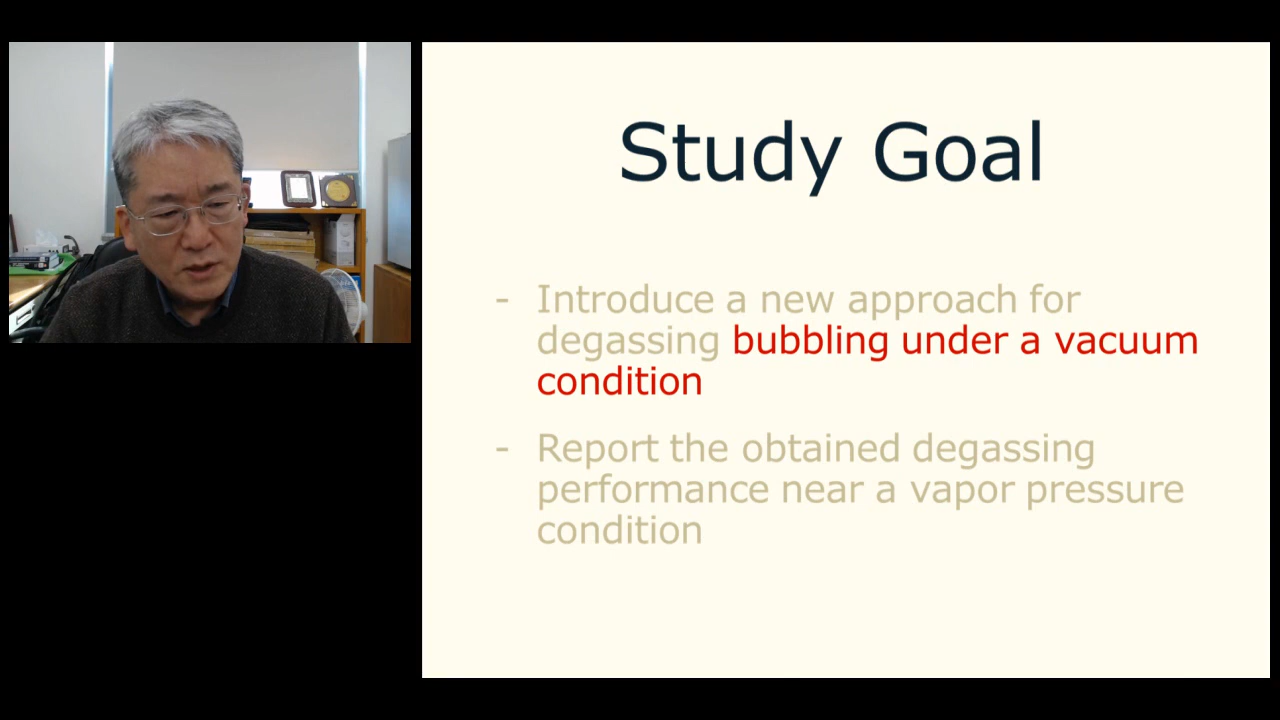 Study Goal
- Introduce a new approach for
degassing bubbling under a vacuum
condition
- Report the obtained degassing
performance near a vapor pressure
condition